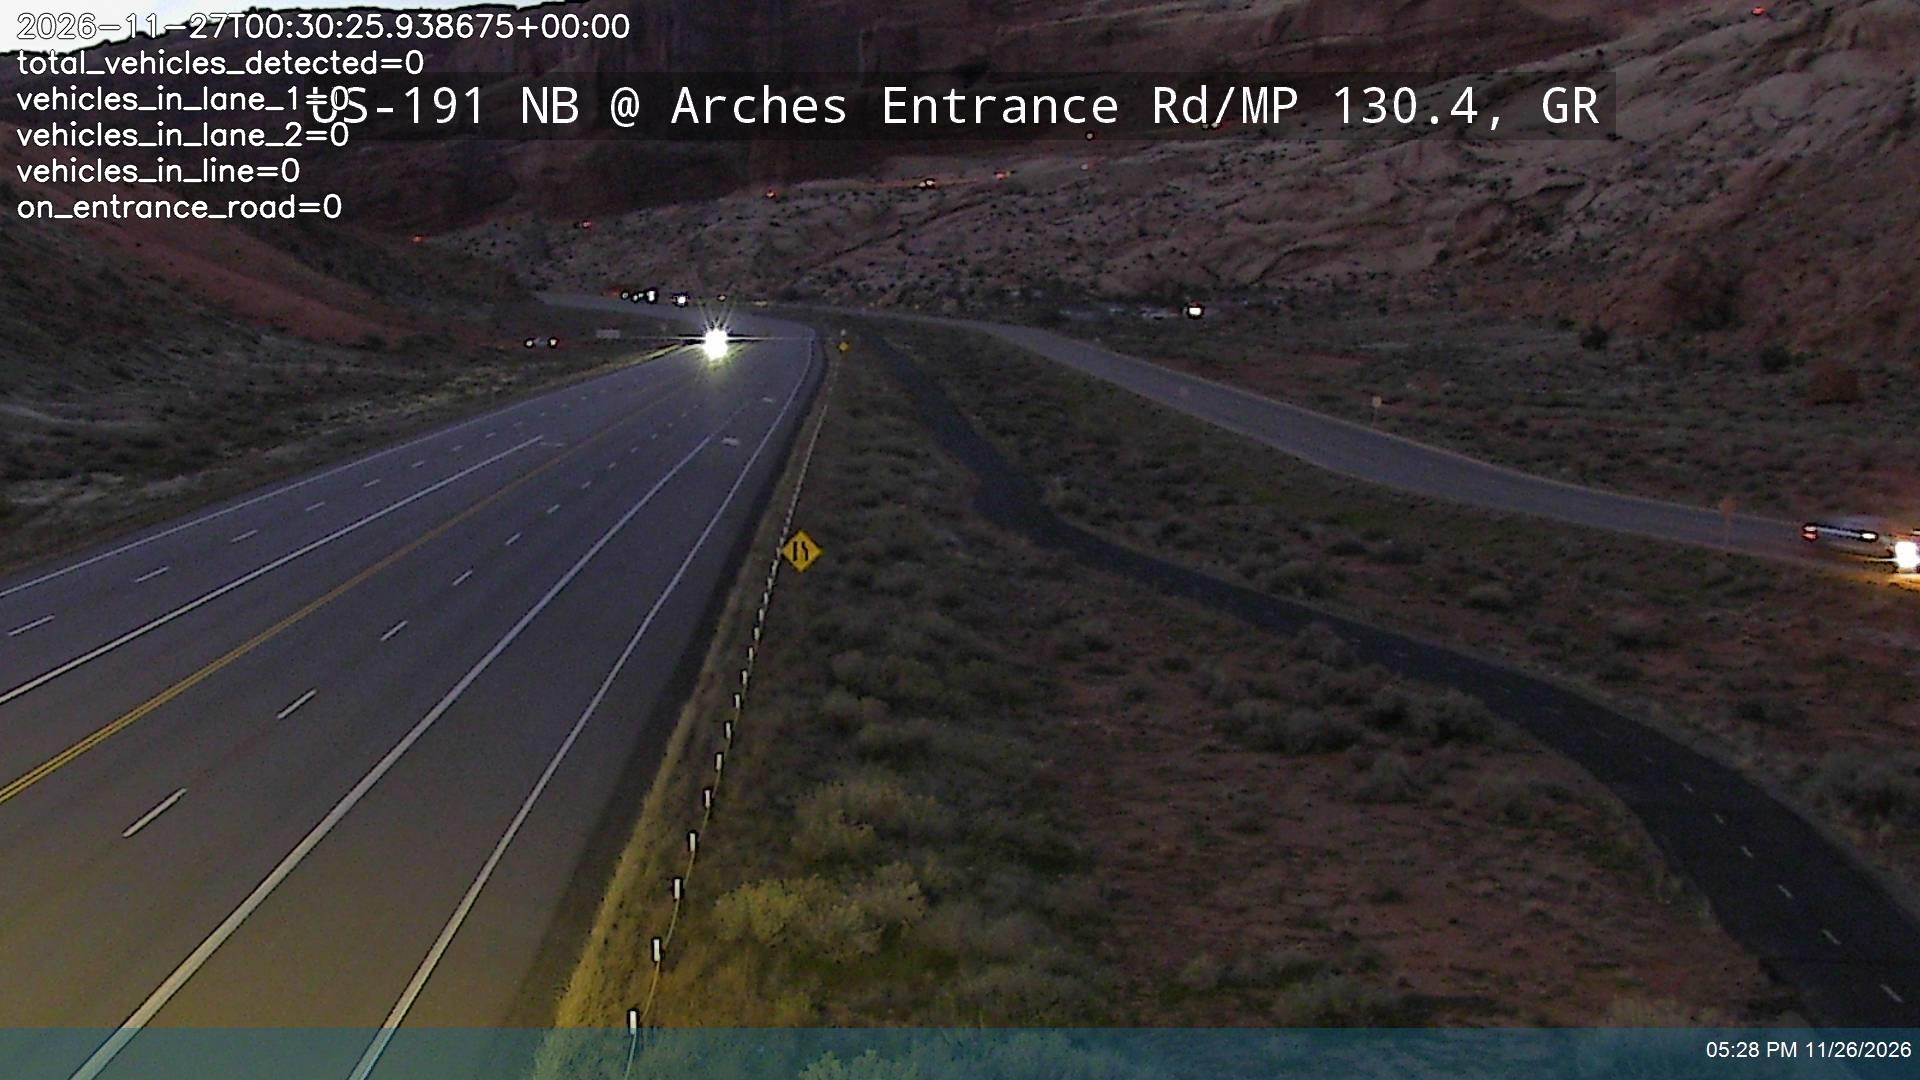 2026-11-27T00:30:25.938675+00:00
total_vehicles_detected=0
vehicles_in_lane_1=0
US-191 NB @ Arches Entrance Rd/MP 130.4, GR
vehicles_in_lane_2=0
vehicles_in_line=0
on_entrance_road=0
05:28 PM 11/26/2026